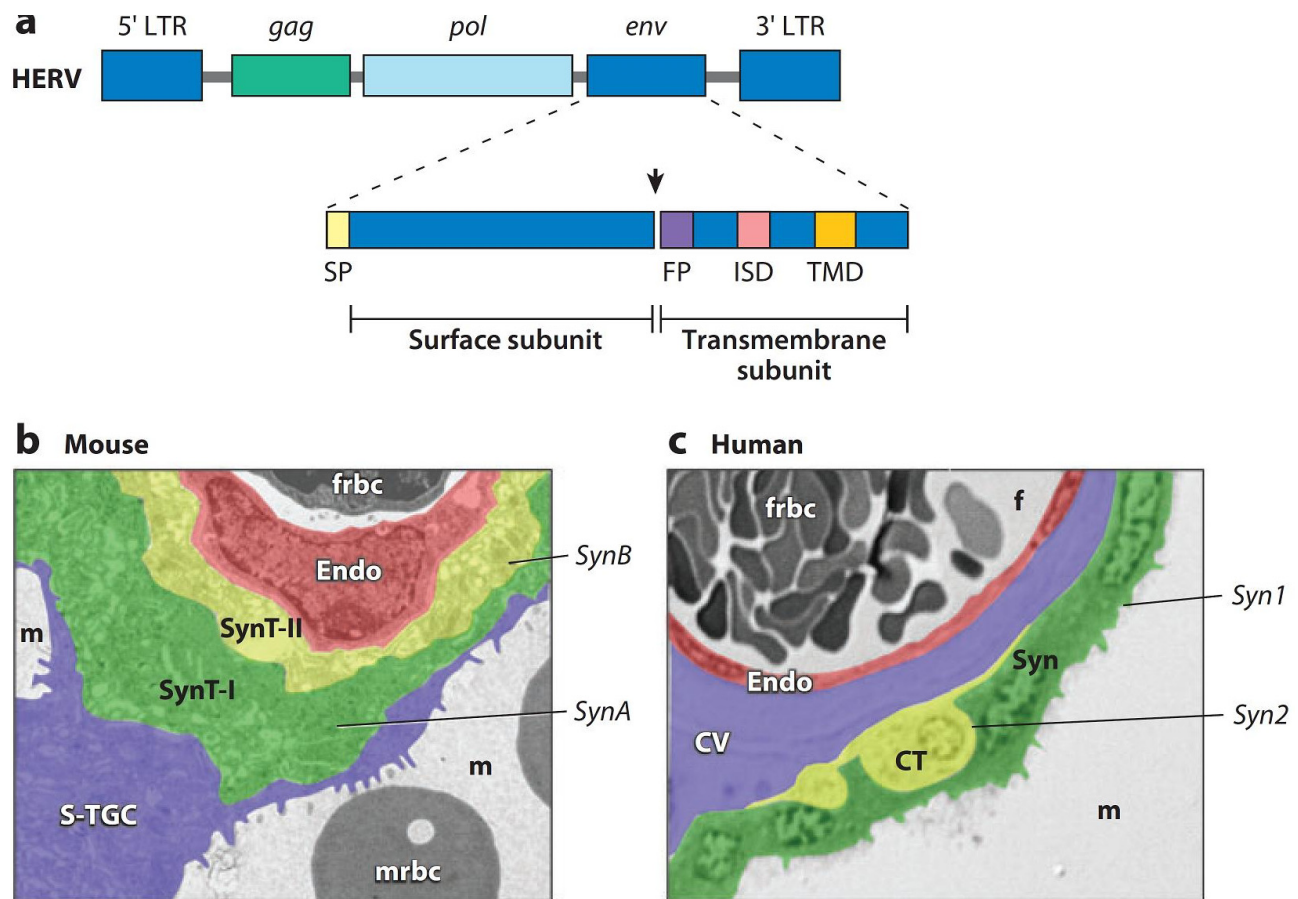 a
5' LTR gag pol env 3' LTR
HERV
SP FP ISD TMD
Surface subunit
Transmembrane
subunit
b Mouse
frbc
Endo
SynB
SynT-II
m
SynT-I
SynA
m
S-TGC
mrbc
c Human
frbc
f
Syn1
Syn
Endo
Syn2
CV
CT
m